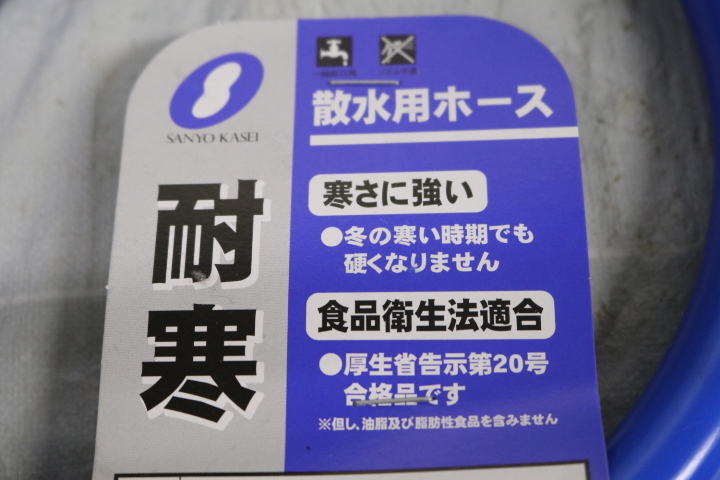 SANYO KASEI
耐寒
散水用ホース
寒さに強い
●冬の寒い時期でも
硬くなりません
食品衛生法適合
●厚生省告示第20号
合格品です
※但し、油脂及び脂肪性食品を含みません